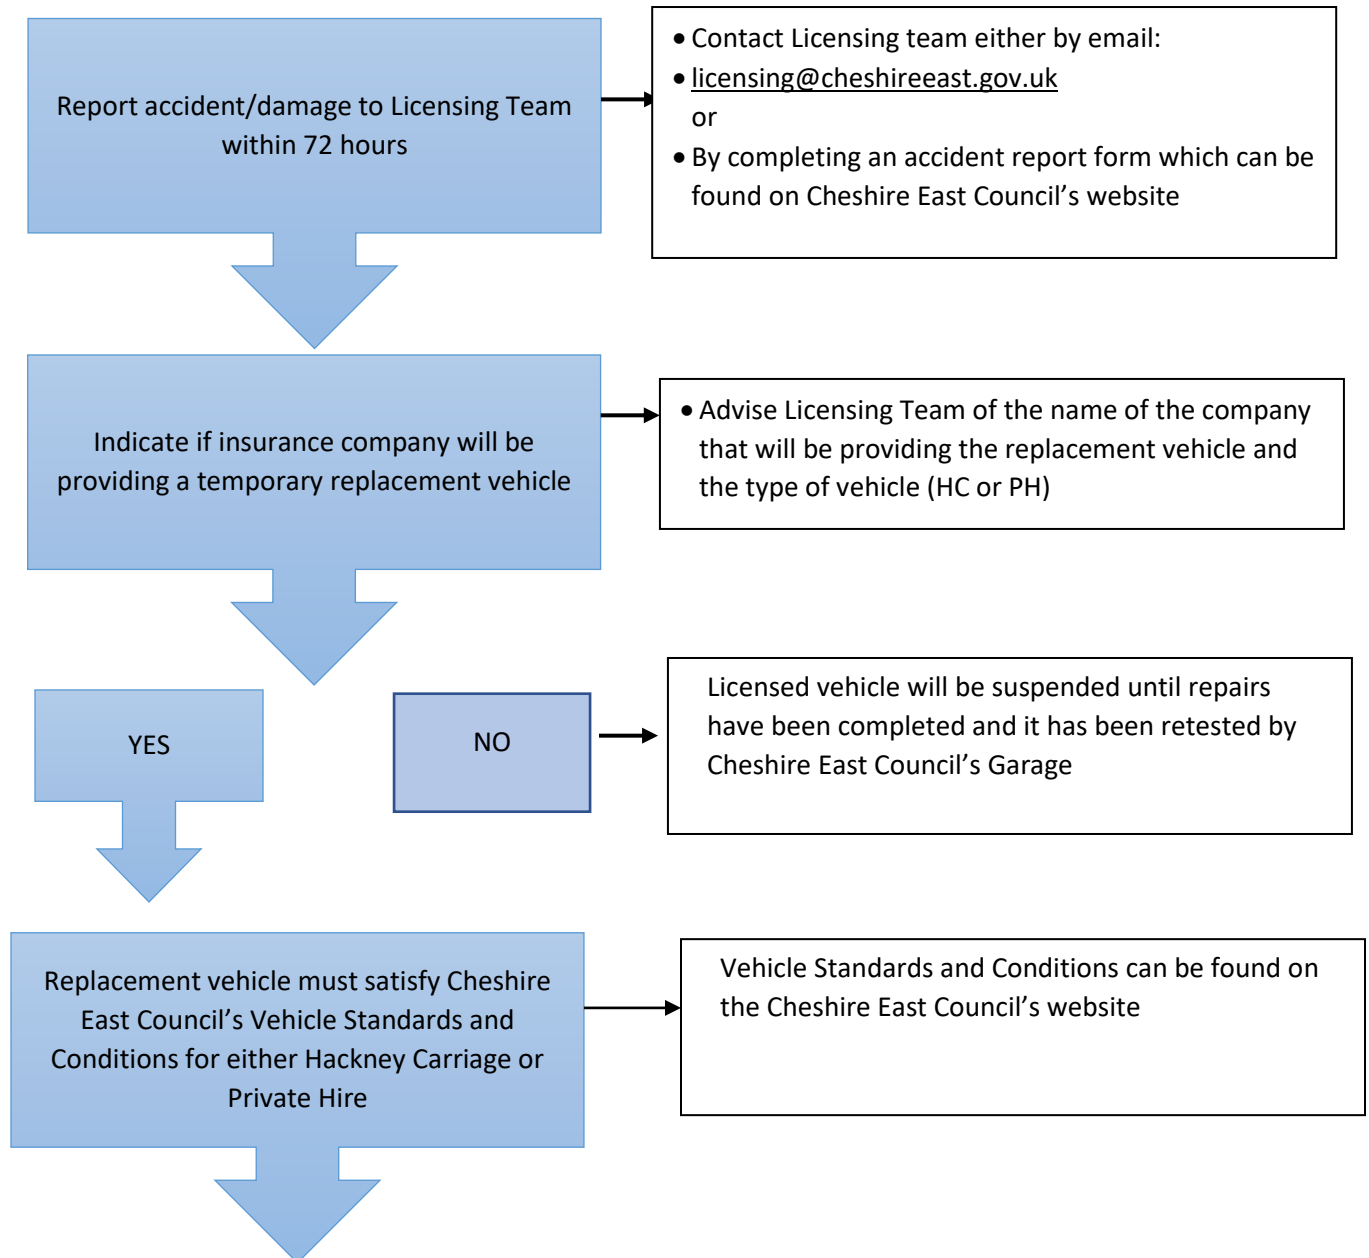 Report accident/damage to Licensing Team
within 72 hours
• Contact Licensing team either by email:
• licensing@cheshireeast.gov.uk
or
• By completing an accident report form which can be
found on Cheshire East Council’s website
Indicate if insurance company will be
providing a temporary replacement vehicle
• Advise Licensing Team of the name of the company
that will be providing the replacement vehicle and
the type of vehicle (HC or PH)
YES
NO
Licensed vehicle will be suspended until repairs
have been completed and it has been retested by
Cheshire East Council’s Garage
Replacement vehicle must satisfy Cheshire
East Council’s Vehicle Standards and
Conditions for either Hackney Carriage or
Private Hire
Vehicle Standards and Conditions can be found on
the Cheshire East Council’s website